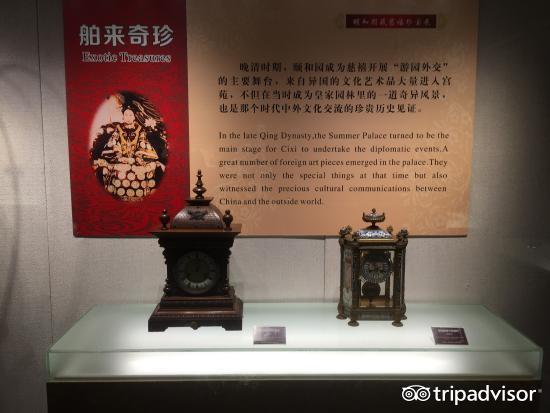 舶来奇珍
Exotic Treasures
晚清时期，颐和园成为慈禧开展“游园外交”
的主要舞台，来自异国的文化艺术品大量进入宫
苑，不但在当时成为皇家园林里的一道奇异风景，
也是那个时代中外文化交流的珍贵历史见证。
In the late Qing Dynasty,the Summer Palace turned to be the
main stage for Cixi to undertake the diplomatic events.A
great number of foreign art pieces emerged in the palace.They
were not only the special things at that time but also
witnessed the precious cultural communications between
China and the outside world.
tripadvisor